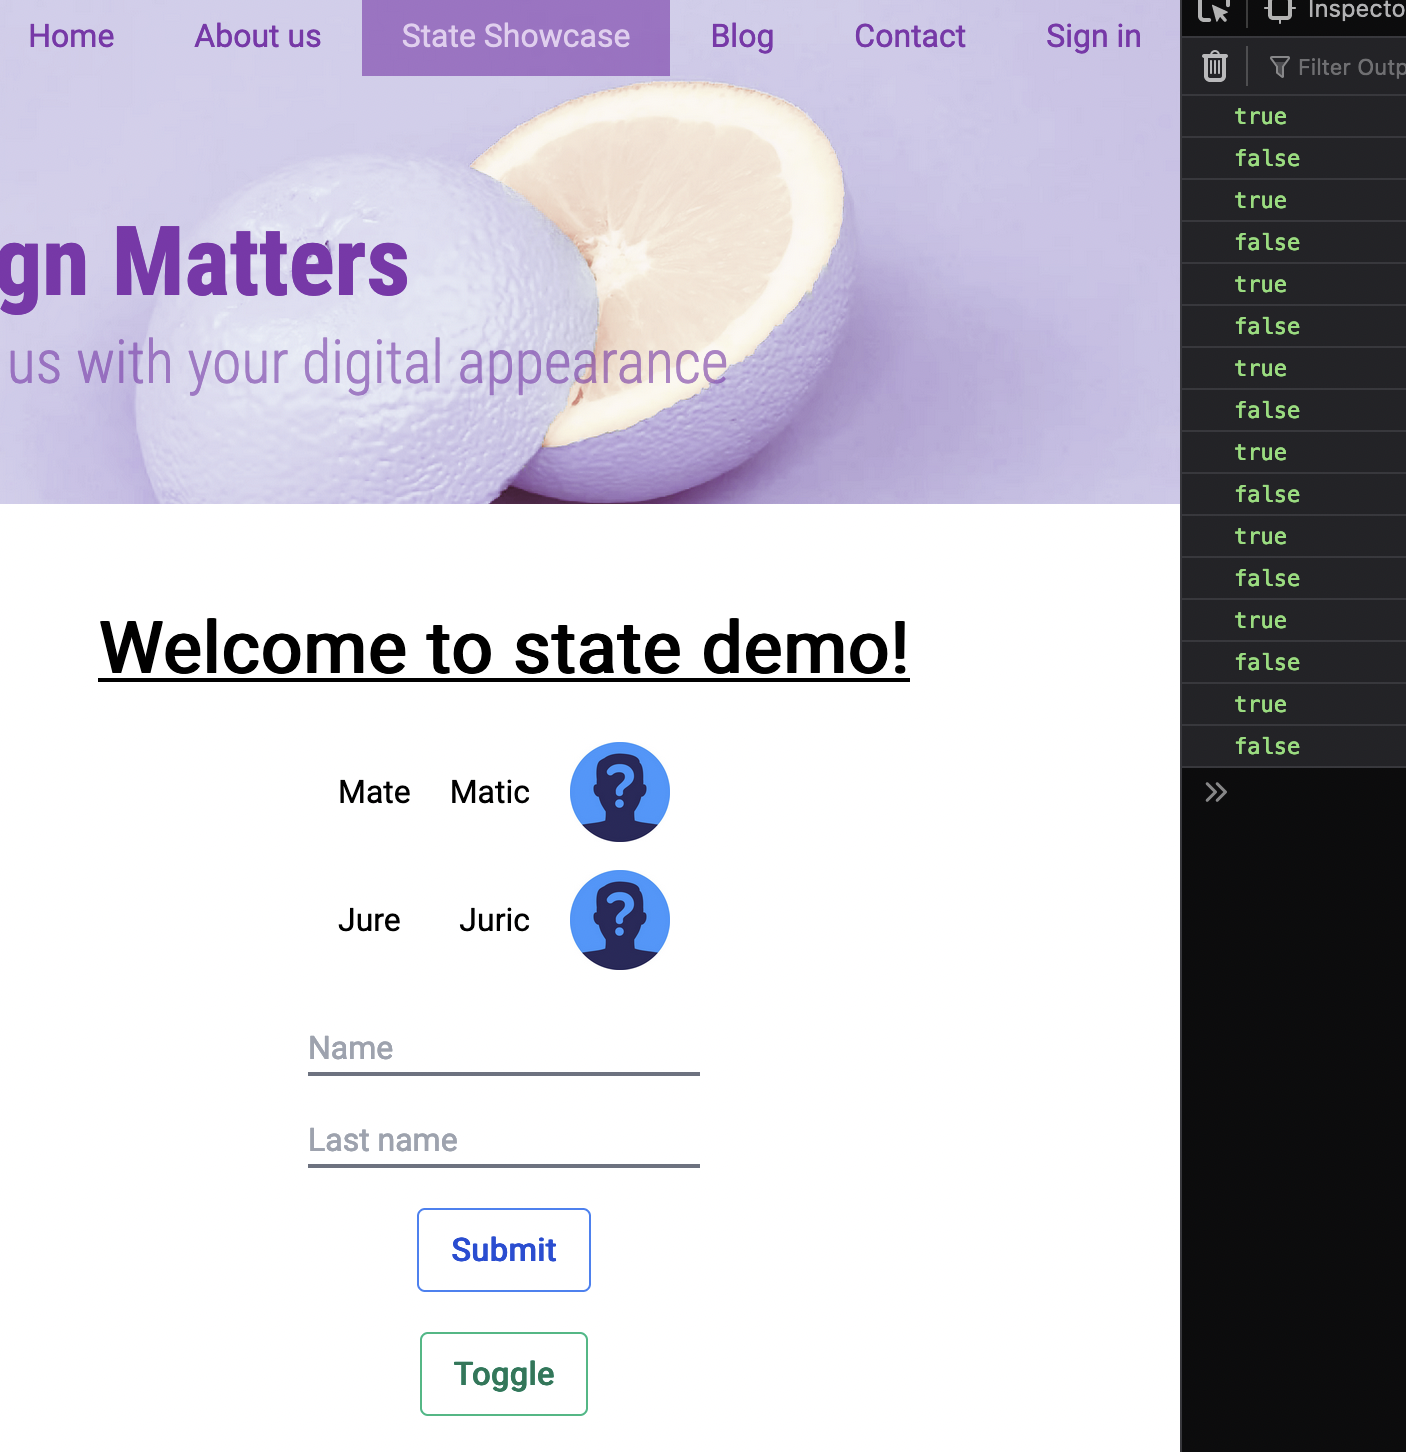 Home About us State Showcase Blog Contact Sign in
gn Matters
us with your digital appearance
Welcome to state demo!
Mate Matic
?
Jure Juric
?
Name
Last name
Submit
Toggle
Inspecto
Filter Outp
true
false
true
false
true
false
true
false
true
false
true
false
true
false
true
false